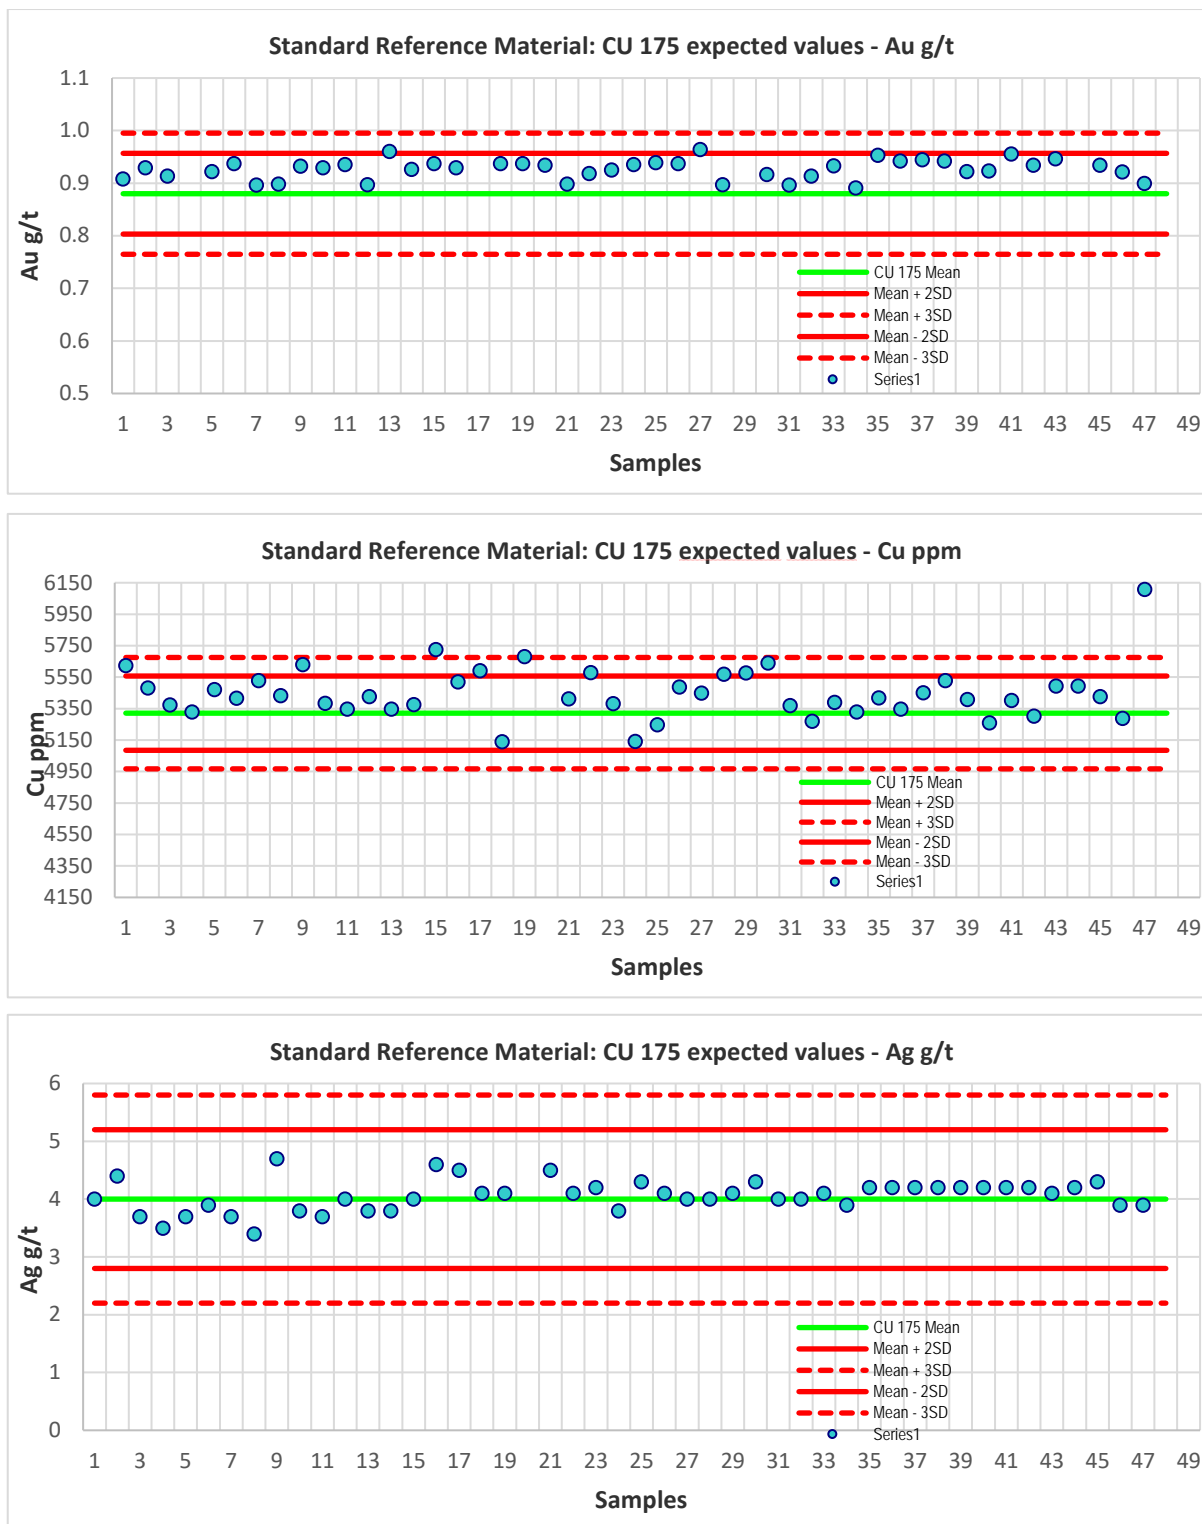 Standard Reference Material: CU 175 expected values - Au g/t
1.1
1.0
0.9
0.8
0.7
0.6
0.5
Au g/t
CU 175 Mean
Mean + 2SD
Mean + 3SD
Mean - 2SD
Mean - 3SD
Series1
1 3 5 7 9 11 13 15 17 19 21 23 25 27 29 31 33 35 37 39 41 43 45 47 49
Samples
Standard Reference Material: CU 175 expected values - Cu ppm
6150
5950
5750
5550
5350
5150
4950
4750
4550
4350
4150
Cu ppm
CU 175 Mean
Mean + 2SD
Mean + 3SD
Mean - 2SD
Mean - 3SD
Series1
1 3 5 7 9 11 13 15 17 19 21 23 25 27 29 31 33 35 37 39 41 43 45 47 49
Samples
Standard Reference Material: CU 175 expected values - Ag g/t
6
5
4
3
2
1
0
Ag g/t
CU 175 Mean
Mean + 2SD
Mean + 3SD
Mean - 2SD
Mean - 3SD
Series1
1 3 5 7 9 11 13 15 17 19 21 23 25 27 29 31 33 35 37 39 41 43 45 47 49
Samples